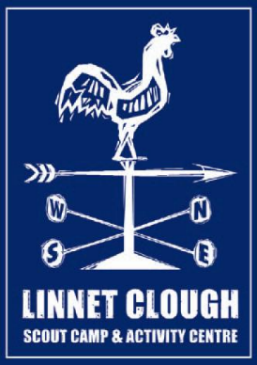 W N
S E
LINNET CLOUGH
SCOUT CAMP & ACTIVITY CENTRE